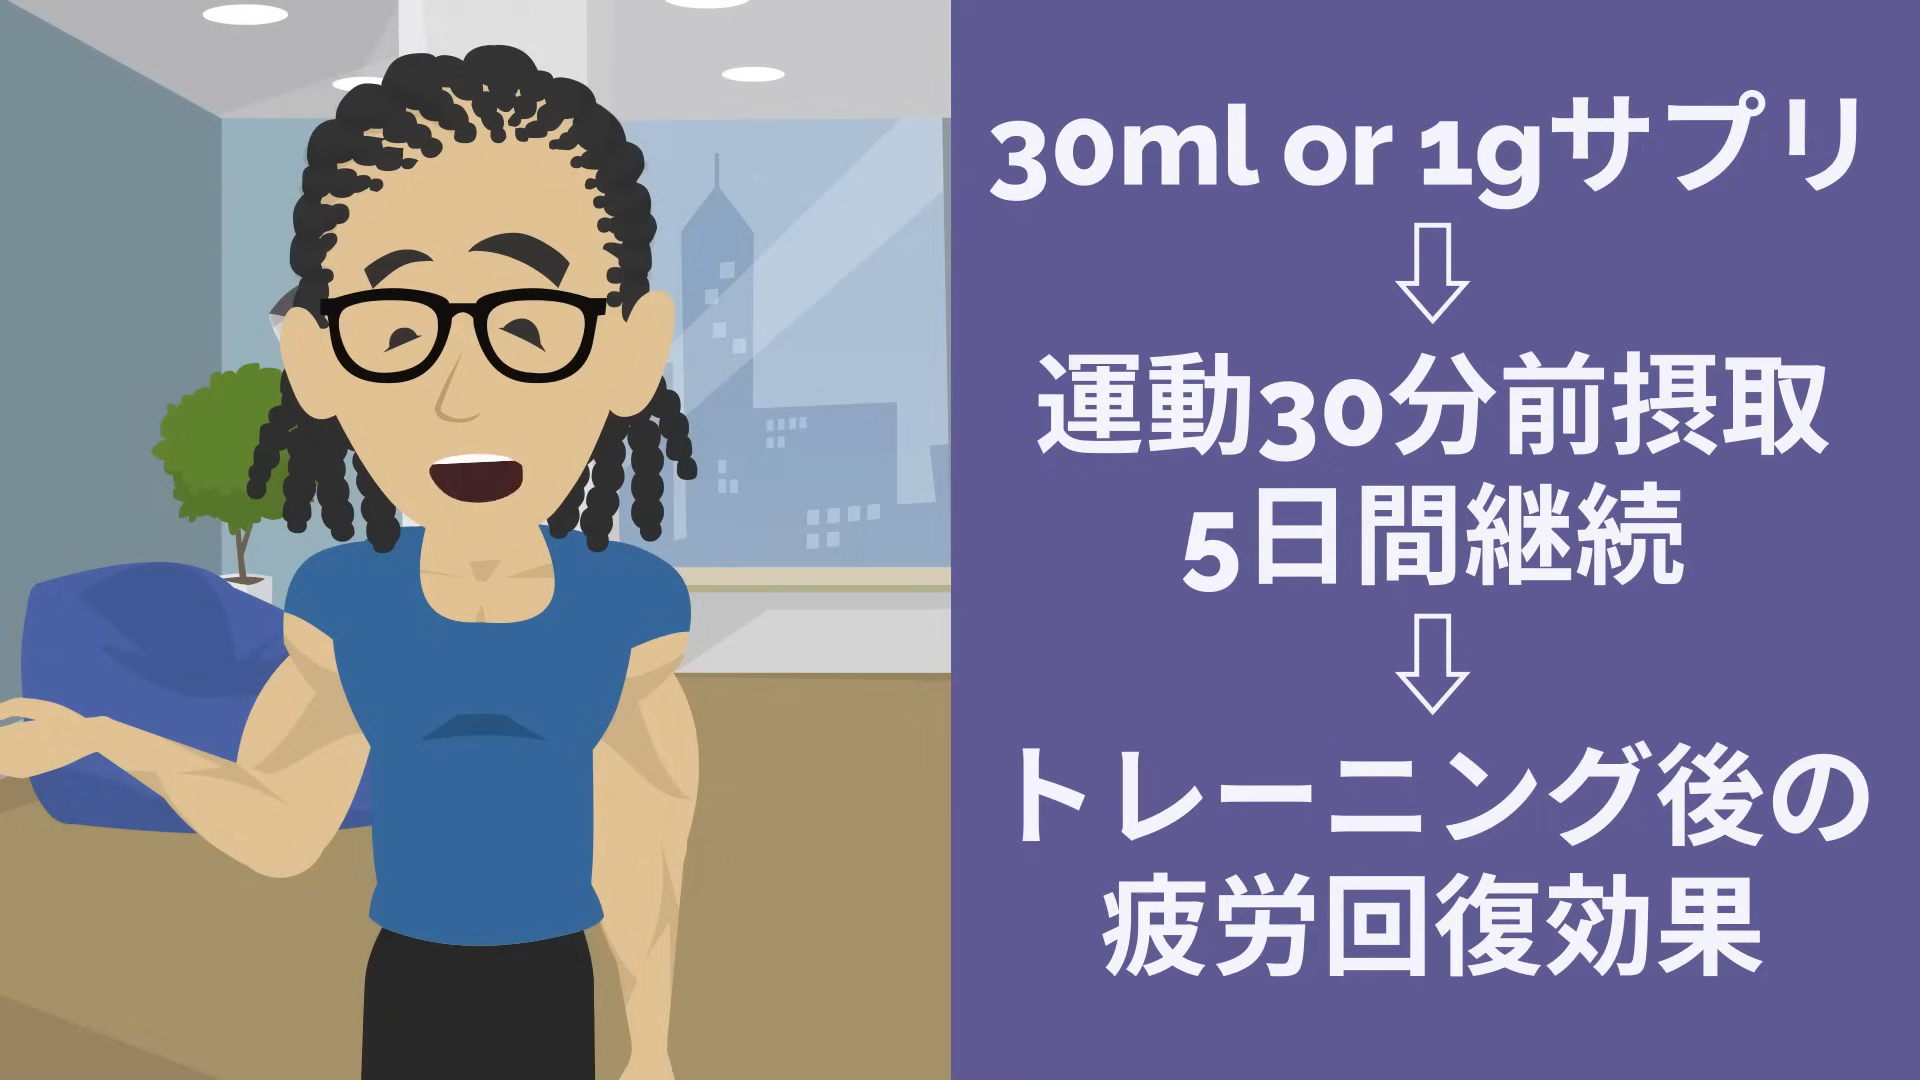 30ml or 1gサプリ
運動30分前摂取
5日間継続
トレーニング後の
疲労回復効果